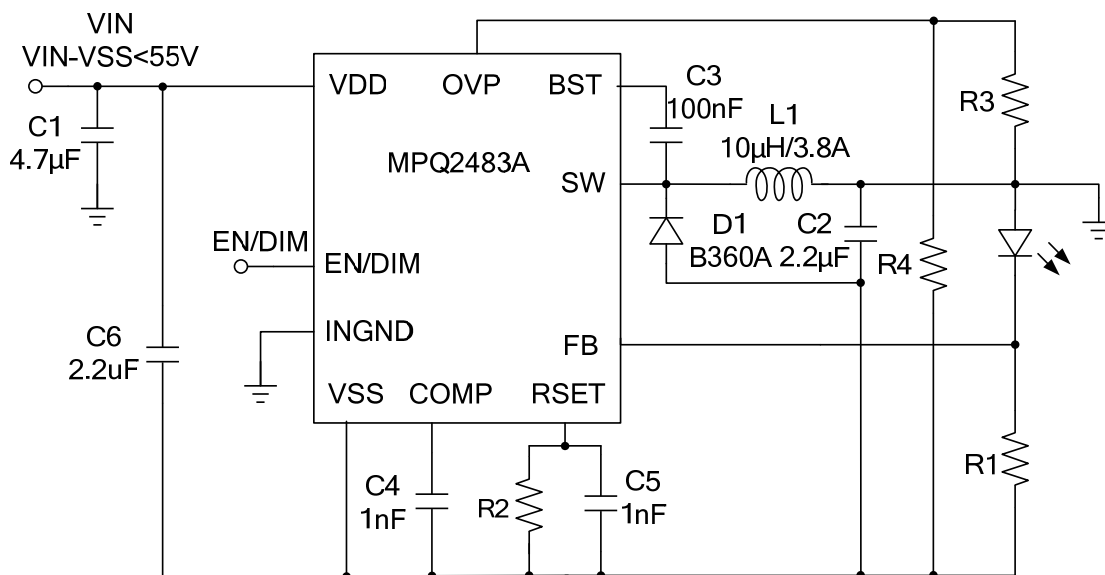 VIN
VIN-VSS<55V
C1
4.7µF
VDD
OVP
BST
C3
100nF
R3
L1
10µH/3.8A
MPQ2483A
SW
D1
B360A
C2
2.2µF
R4
EN/DIM
EN/DIM
INGND
FB
C6
2.2uF
VSS
COMP
RSET
R1
C4
1nF
R2
C5
1nF